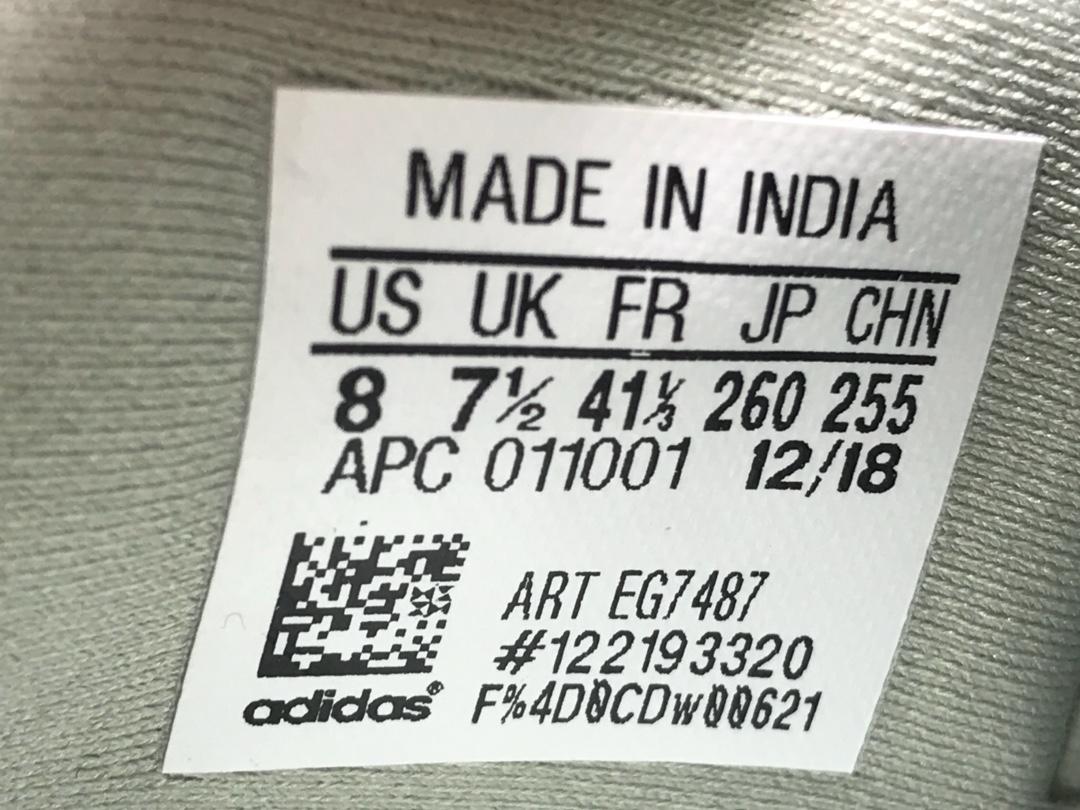 MADE IN INDIA
US UK FR JP CHN
8 7½ 41⅓ 260 255
APC 011001 12/18
ART EG7487
#122193320
adidas® F%4D0CDw00621